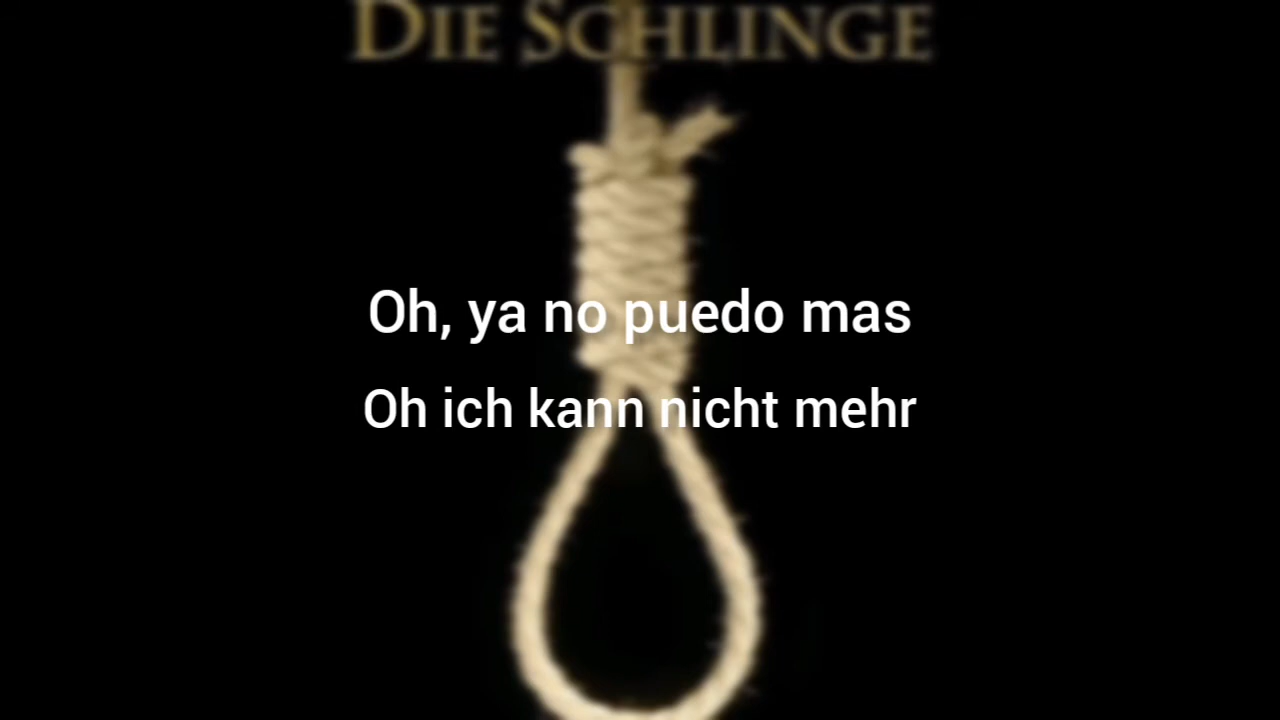 DIE SCHLINGE
Oh, ya no puedo mas
Oh ich kann nicht mehr